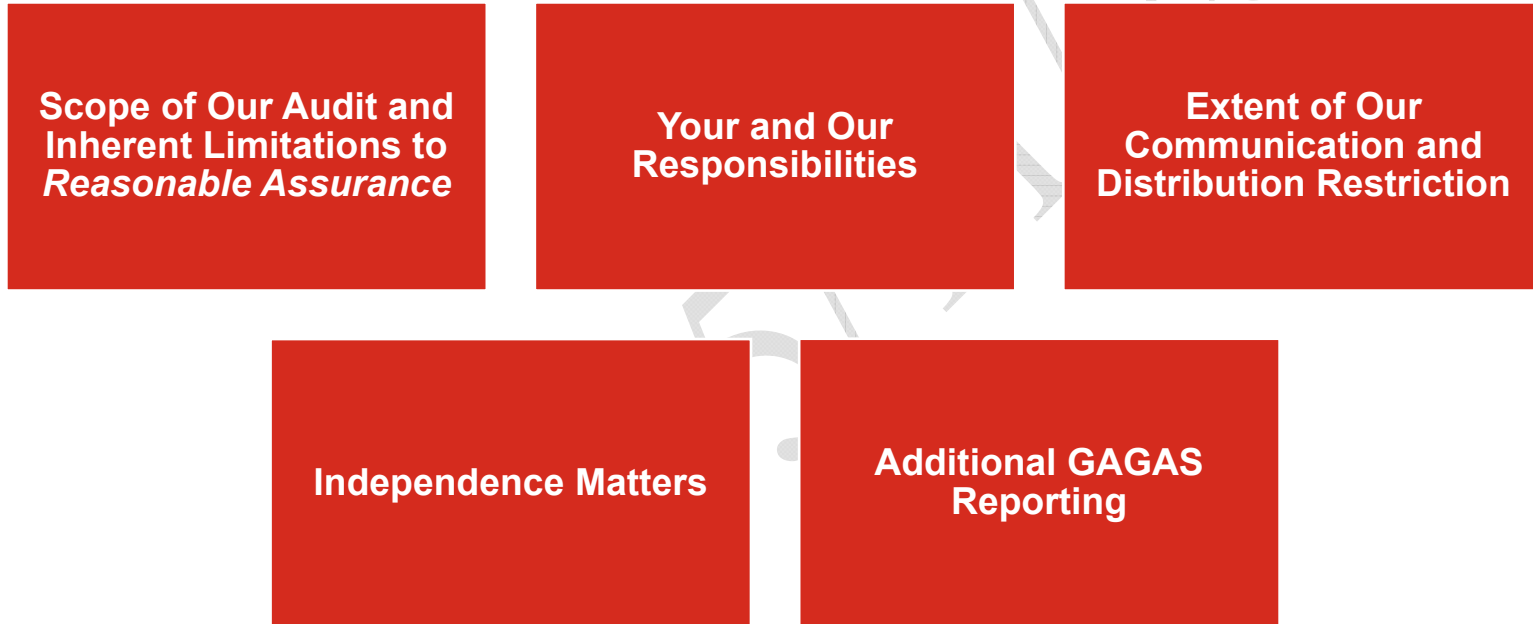 Scope of Our Audit and
Inherent Limitations to
Reasonable Assurance
Your and Our
Responsibilities
Extent of Our
Communication and
Distribution Restriction
Independence Matters
Additional GAGAS
Reporting